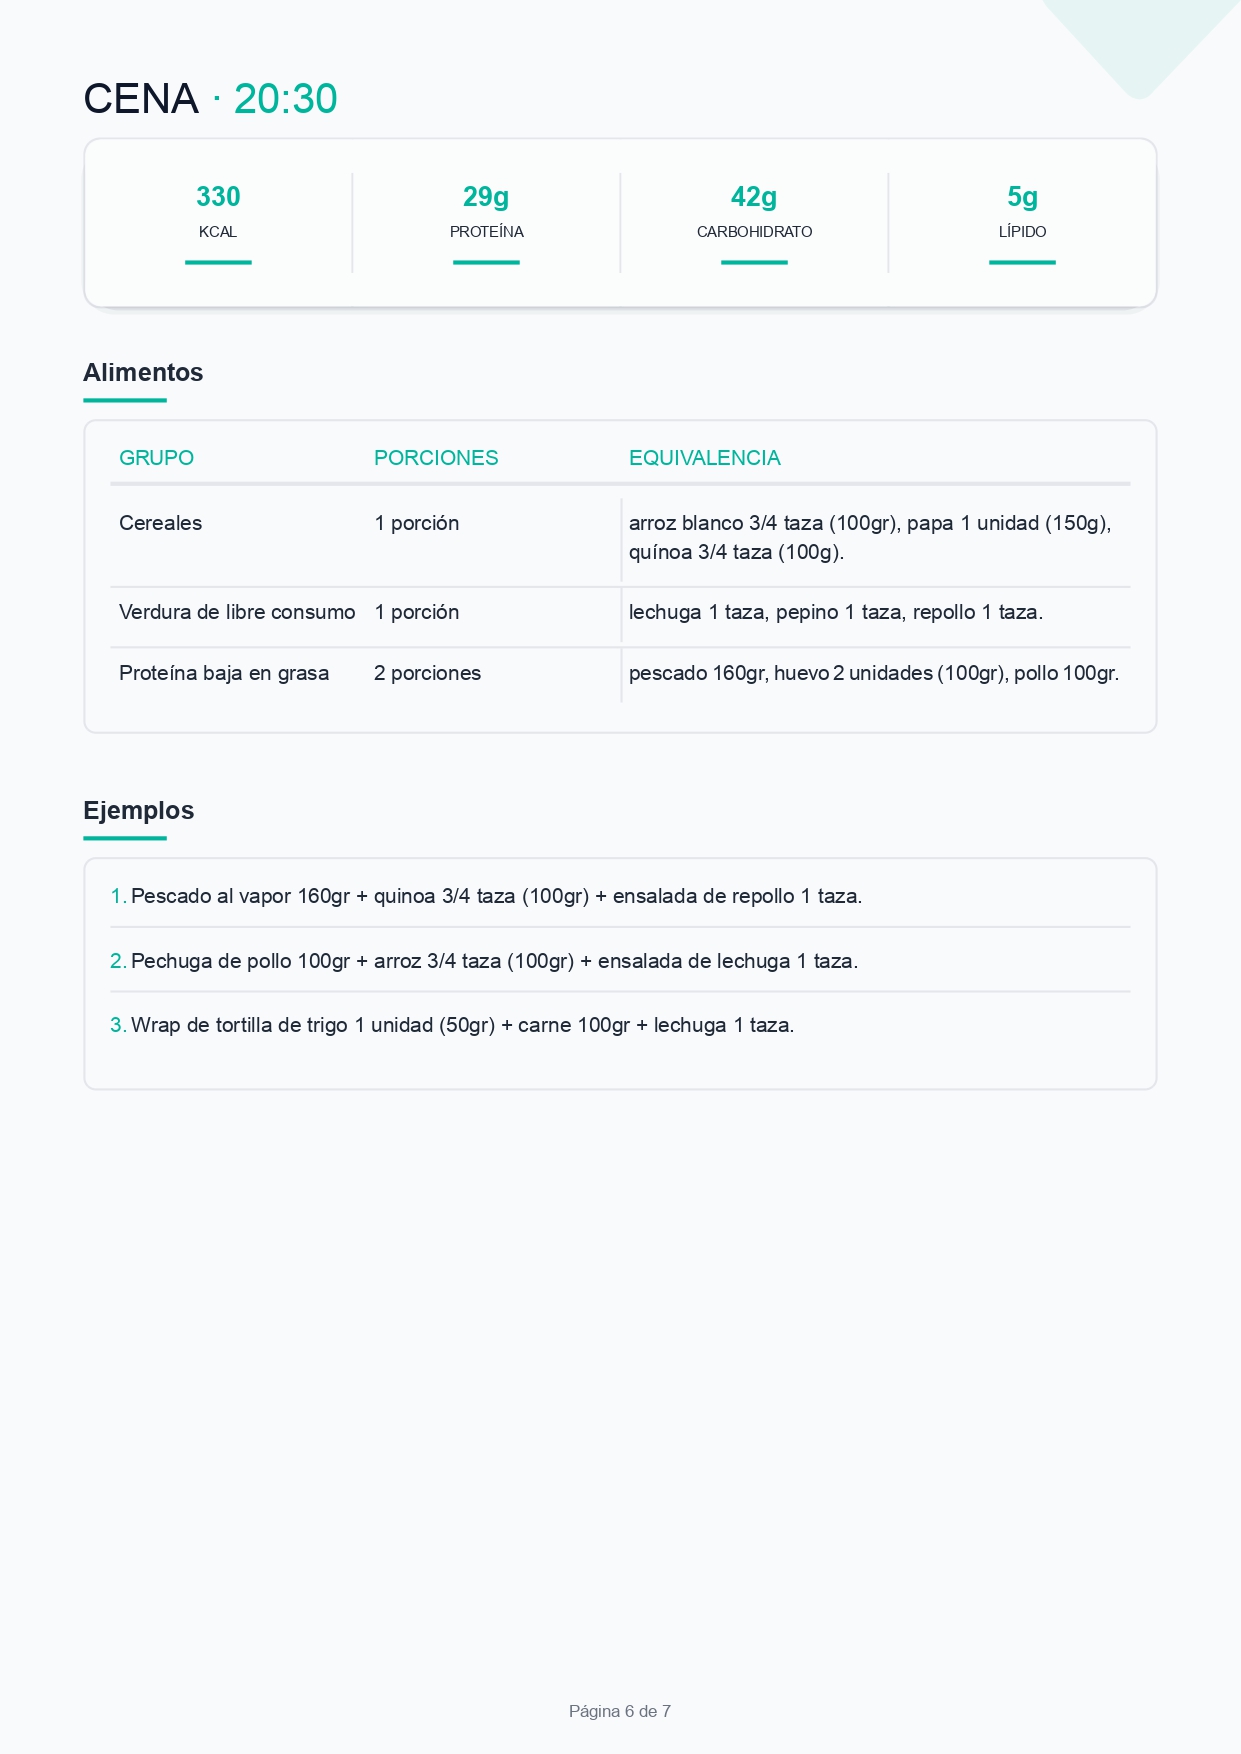 CENA · 20:30
330 29g 42g 5g
KCAL PROTEÍNA CARBOHIDRATO LÍPIDO
Alimentos
GRUPO PORCIONES EQUIVALENCIA
Cereales 1 porción arroz blanco 3/4 taza (100gr), papa 1 unidad (150g),
quínoa 3/4 taza (100g).
Verdura de libre consumo 1 porción lechuga 1 taza, pepino 1 taza, repollo 1 taza.
Proteína baja en grasa 2 porciones pescado 160gr, huevo 2 unidades (100gr), pollo 100gr.
Ejemplos
1. Pescado al vapor 160gr + quinoa 3/4 taza (100gr) + ensalada de repollo 1 taza.
2. Pechuga de pollo 100gr + arroz 3/4 taza (100gr) + ensalada de lechuga 1 taza.
3. Wrap de tortilla de trigo 1 unidad (50gr) + carne 100gr + lechuga 1 taza.
Página 6 de 7